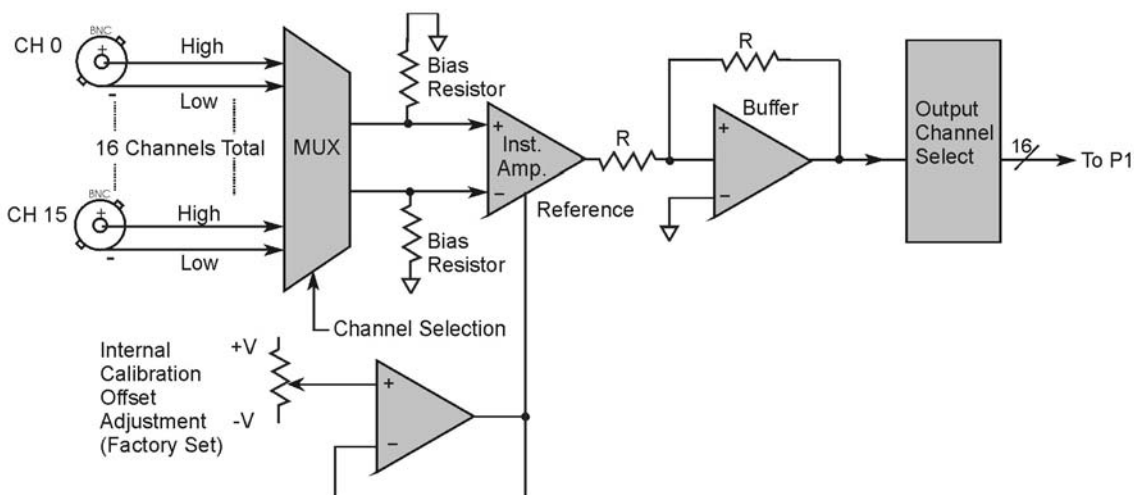 BNC
CH 0
+
-
High
Low
16 Channels Total
BNC
CH 15
+
-
High
Low
MUX
Channel Selection
Bias
Resistor
Bias
Resistor
+
-
Inst.
Amp.
Reference
R
R
Buffer
+
-
Output
Channel
Select
16
To P1
Internal
Calibration
Offset
Adjustment
(Factory Set)
+V
-V
+
-